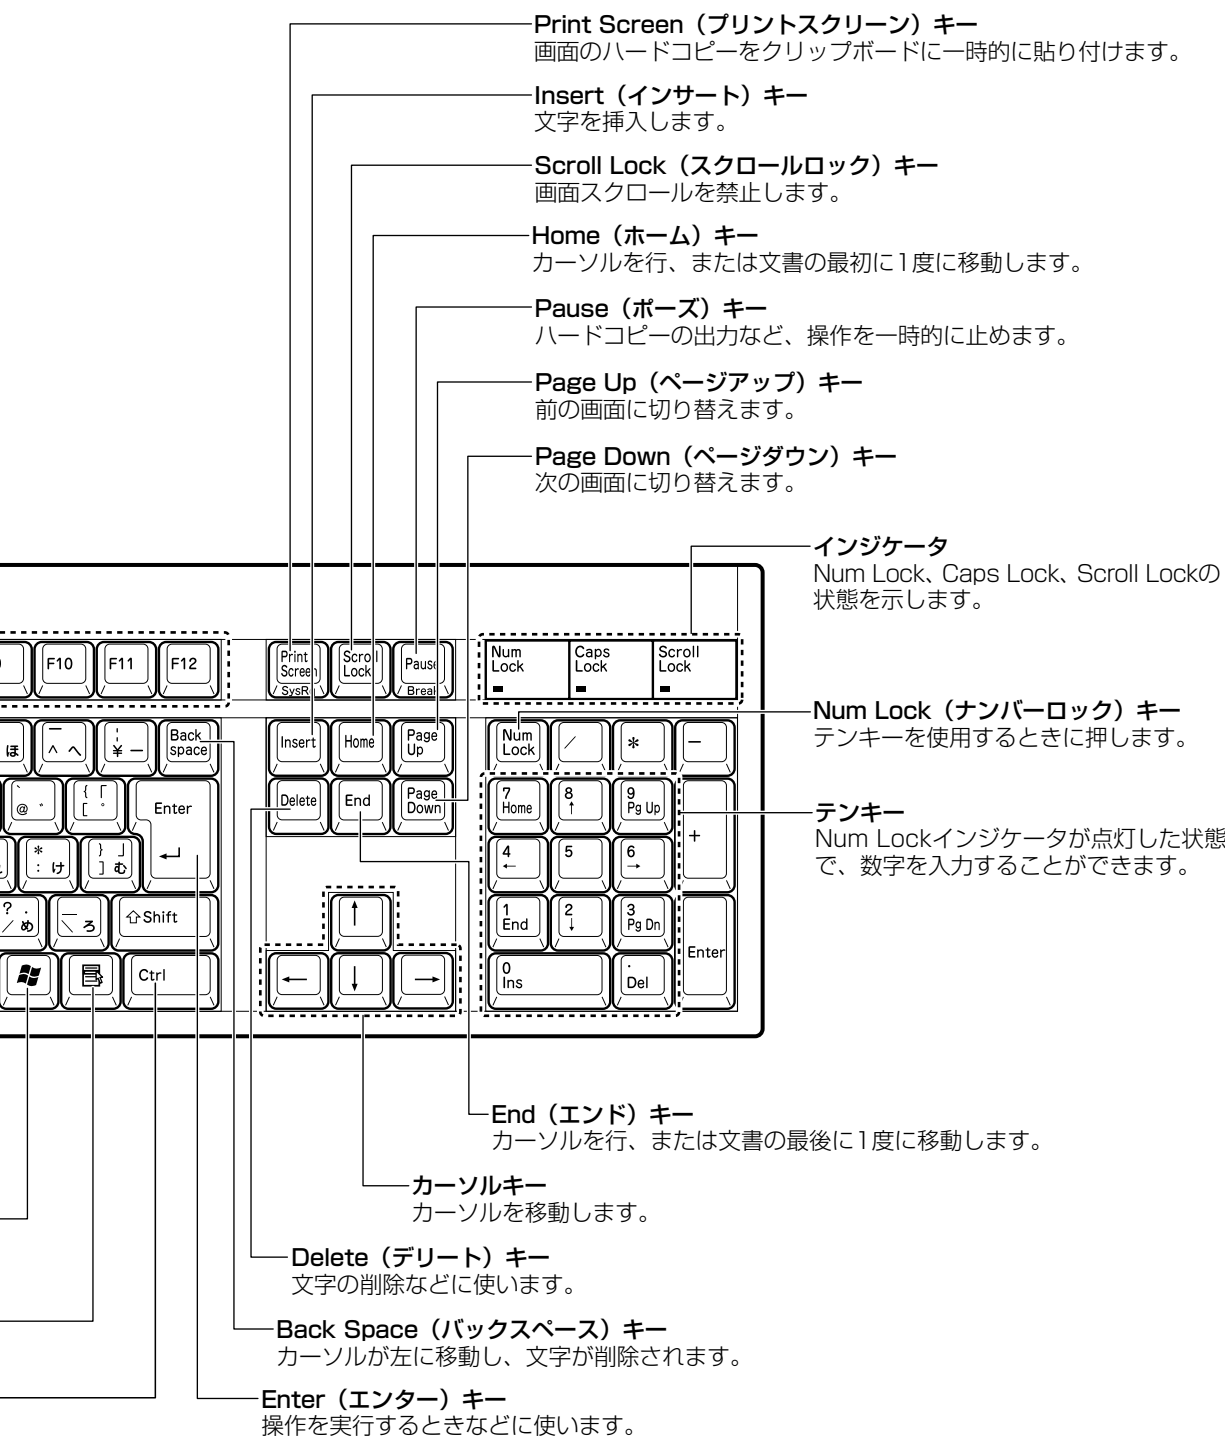 Print Screen（プリントスクリーン）キー
画面のハードコピーをクリップボードに一時的に貼り付けます。
Insert（インサート）キー
文字を挿入します。
Scroll Lock（スクロールロック）キー
画面スクロールを禁止します。
Home（ホーム）キー
カーソルを行、または文書の最初に1度に移動します。
Pause（ポーズ）キー
ハードコピーの出力など、操作を一時的に止めます。
Page Up（ページアップ）キー
前の画面に切り替えます。
Page Down（ページダウン）キー
次の画面に切り替えます。
インジケータ
Num Lock、Caps Lock、Scroll Lockの
状態を示します。
F10 F11 F12
Print Screen SysRq
Scroll Lock
Pause Break
Num Lock
Caps Lock
Scroll Lock
Num Lock（ナンバーロック）キー
テンキーを使用するときに押します。
ほ
^ へ
¥ ー
Back space
Insert Home Page Up
Num Lock / * −
@ ゛
{ 「 [ ゜
Enter
Delete End Page Down
7 Home
8 ↑
9 Pg Up
+
テンキー
Num Lockインジケータが点灯した状態
で、数字を入力することができます。
* : け
} 」 ] む
↵
4 ←
5
6 →
? . / め
_ \ ろ
⇧Shift
↑
1 End
2 ↓
3 Pg Dn
Enter
Ctrl
← ↓ →
0 Ins
. Del
End（エンド）キー
カーソルを行、または文書の最後に1度に移動します。
カーソルキー
カーソルを移動します。
Delete（デリート）キー
文字の削除などに使います。
Back Space（バックスペース）キー
カーソルが左に移動し、文字が削除されます。
Enter（エンター）キー
操作を実行するときなどに使います。